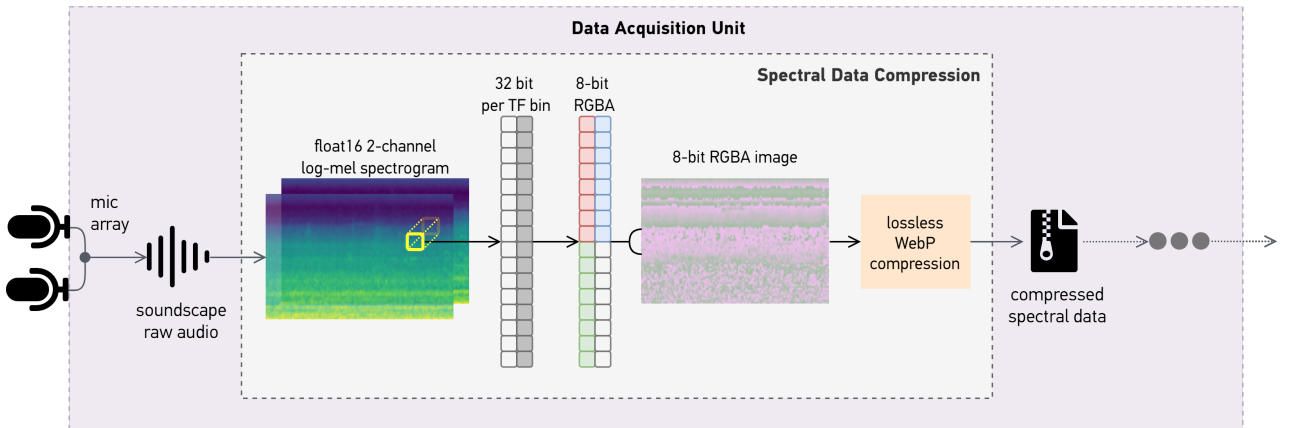 Data Acquisition Unit
Spectral Data Compression
32 bit
per TF bin
8-bit
RGBA
float16 2-channel
log-mel spectrogram
8-bit RGBA image
mic
array
lossless
WebP
compression
soundscape
raw audio
compressed
spectral data